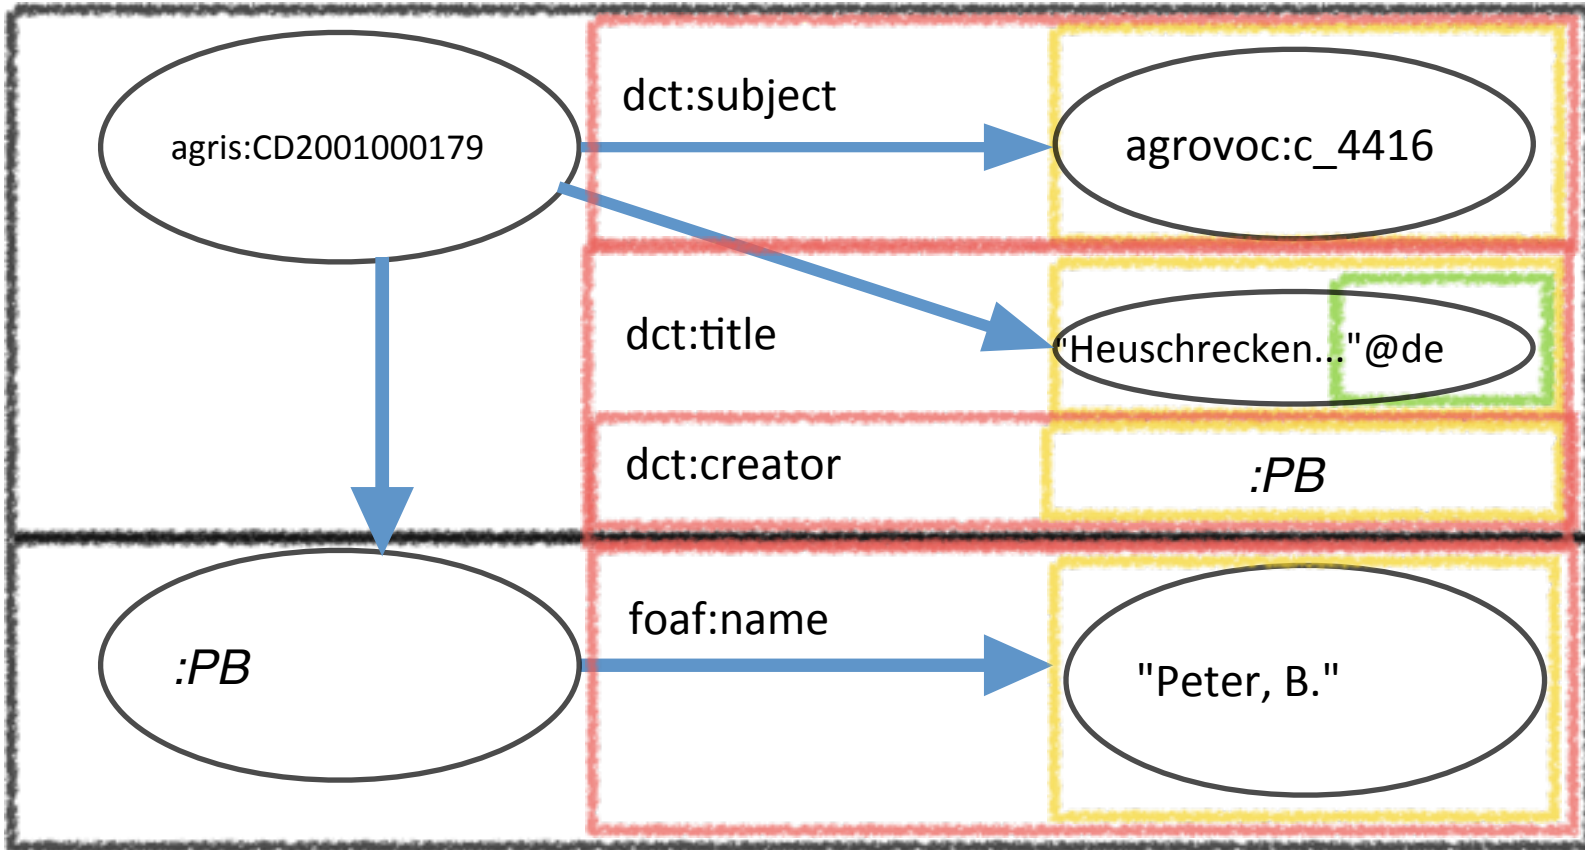 dct:subject
agris:CD2001000179
agrovoc:c_4416
dct:title
"Heuschrecken..."@de
dct:creator
:PB
foaf:name
:PB
"Peter, B."